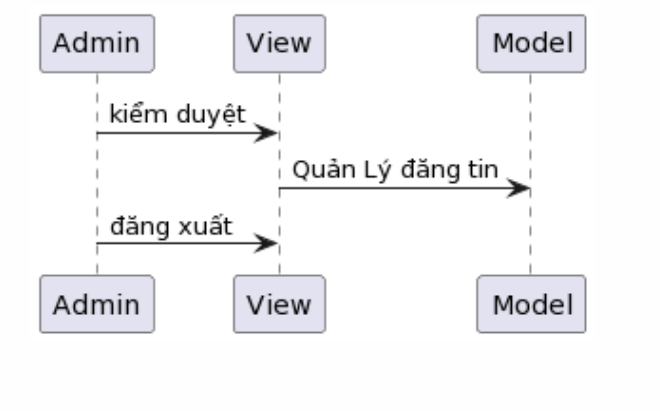 Admin View Model
kiểm duyệt
Quản Lý đăng tin
đăng xuất
Admin View Model